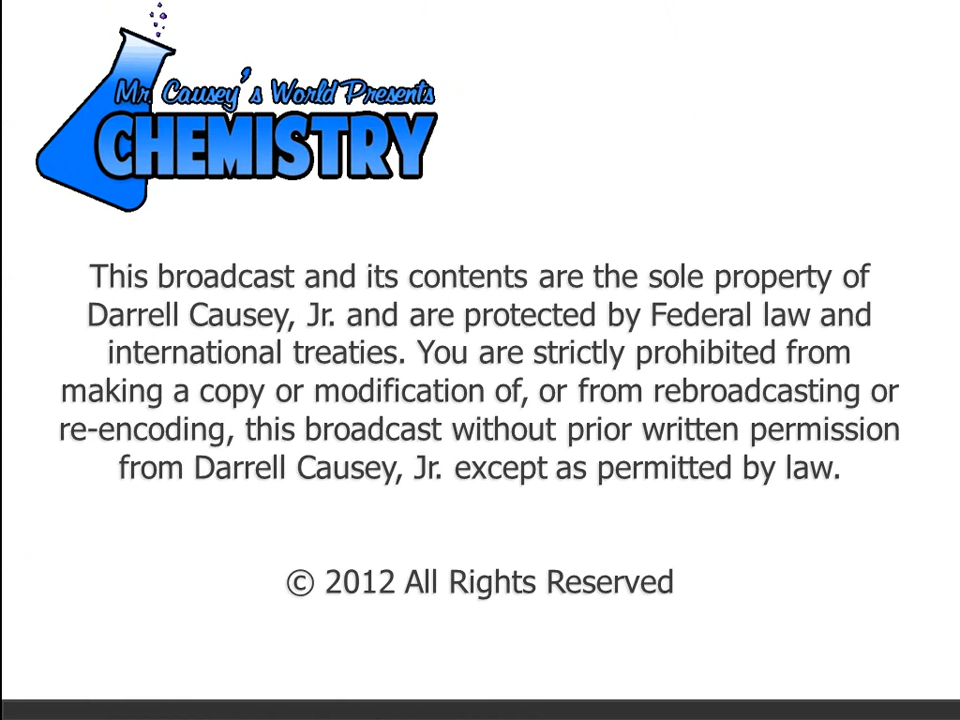 Mr. Causey's World Presents
CHEMISTRY
This broadcast and its contents are the sole property of
Darrell Causey, Jr. and are protected by Federal law and
international treaties. You are strictly prohibited from
making a copy or modification of, or from rebroadcasting or
re-encoding, this broadcast without prior written permission
from Darrell Causey, Jr. except as permitted by law.
© 2012 All Rights Reserved